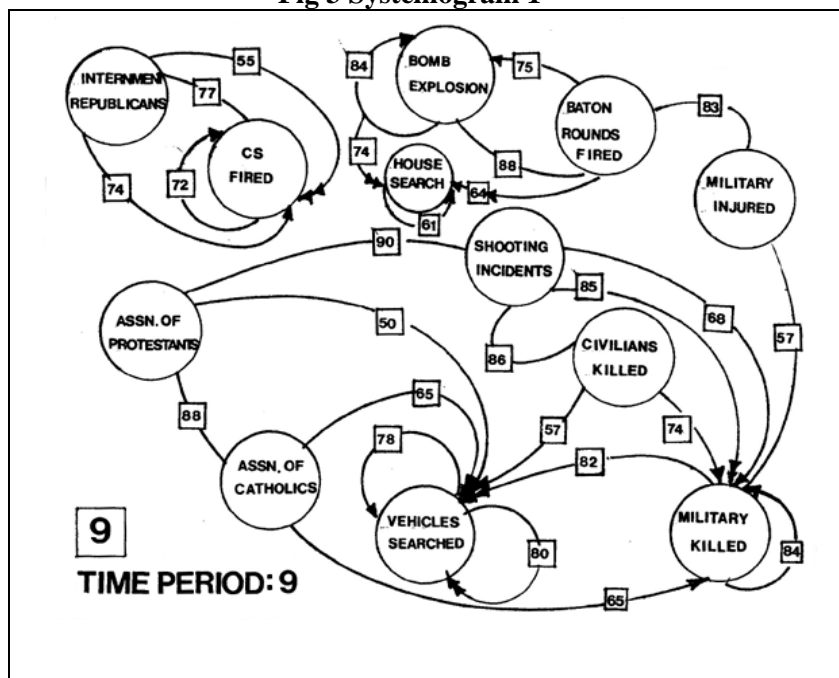 Fig 3 Systemogram 1
55
INTERNMENT
REPUBLICANS
77
CS
FIRED
72
74
84
BOMB
EXPLOSION
75
BATON
ROUNDS
FIRED
83
74
HOUSE
SEARCH
88
64
61
MILITARY
INJURED
90
SHOOTING
INCIDENTS
85
68
57
ASSN. OF
PROTESTANTS
50
86
CIVILIANS
KILLED
88
65
57
74
ASSN. OF
CATHOLICS
78
82
VEHICLES
SEARCHED
80
MILITARY
KILLED
84
65
9
TIME PERIOD: 9